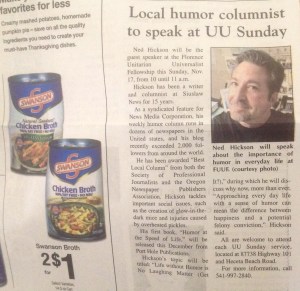 favorites for less
Creamy mashed potatoes, homemade
pumpkin pie – save on all the quality
ingredients you need to create your
must-have Thanksgiving dishes.
SWANSON
Chicken Broth
SWANSON
Chicken Broth
Swanson Broth
2 $1
for
Local humor columnist
to speak at UU Sunday
Ned Hickson will be the
guest speaker at the Florence
Unitarian Universalist
Fellowship this Sunday, Nov.
17, from 10 until 11 a.m.
Hickson has been a writer
and columnist at Siuslaw
News for 15 years.
As a syndicated feature for
News Media Corporation, his
weekly humor column runs in
dozens of newspapers in the
United states, and his blog
recently exceeded 2,000 fol-
lowers from around the world.
He has been awarded "Best
Local Column" from both the
Society of Professional
Journalists and the Oregon
Newspaper Publishers
Association. Hickson tackles
important social issues, such
as the creation of glow-in-the-
dark mice and injuries caused
by overheated pickles.
His first book, "Humor at
the Speed of Life," will be
released this December from
Port Hole Publications.
Hickson's topic will be
titled "Life without Humor is
No Laughing Matter (Get
Ned Hickson will speak
about the importance of
humor in everyday life at
FUUF. (courtesy photo)
It?)," during which he will dis-
cuss why now, more than ever,
"Approaching every day life
with a sense of humor can
mean the difference between
happiness and a potential
felony conviction," Hickson
said.
All are welcome to attend
each UU Sunday service,
located at 87738 Highway 101
and Heceta Beach Road.
For more information, call
541-997-2840.